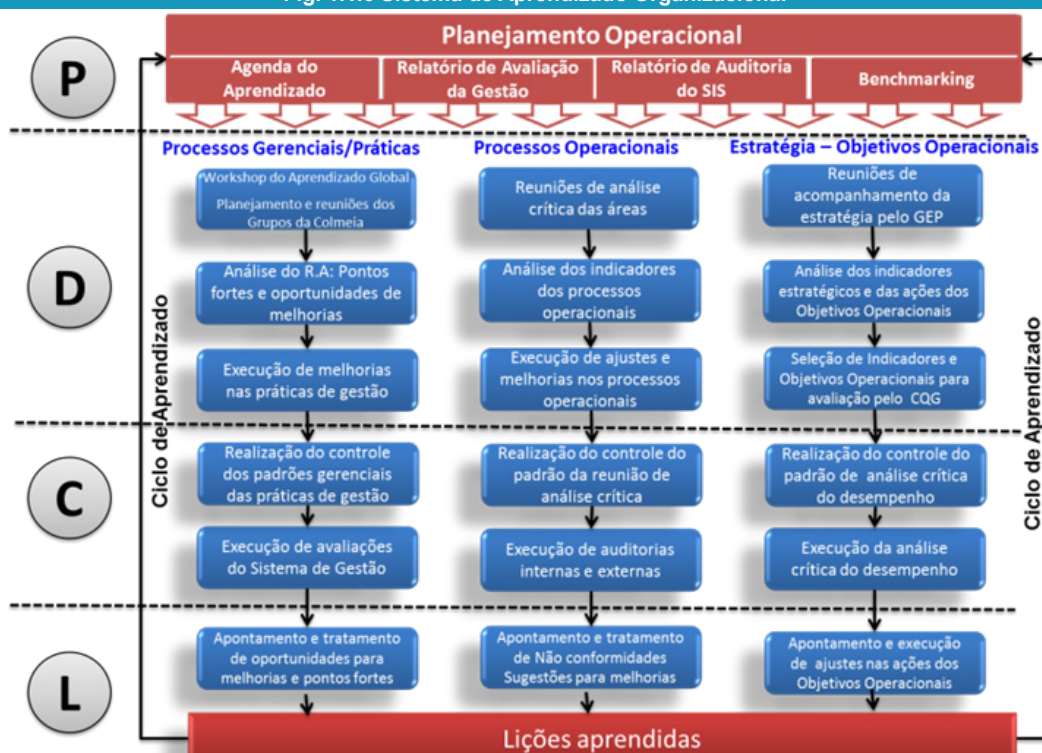 Planejamento Operacional
P
Agenda do
Aprendizado
Relatório de Avaliação
da Gestão
Relatório de Auditoria
do SIS
Benchmarking
Processos Gerenciais/Práticas
Processos Operacionais
Estratégia – Objetivos Operacionais
D
Workshop do Aprendizado Global
Planejamento e reuniões dos
Grupos da Colmeia
Reuniões de análise
crítica das áreas
Reuniões de
acompanhamento da
estratégia pelo GEP
Análise do R.A: Pontos
fortes e oportunidades de
melhorias
Análise dos indicadores
dos processos
operacionais
Análise dos indicadores
estratégicos e das ações dos
Objetivos Operacionais
Execução de melhorias
nas práticas de gestão
Execução de ajustes e
melhorias nos processos
operacionais
Seleção de Indicadores e
Objetivos Operacionais para
avaliação pelo CQG
Ciclo de Aprendizado
Ciclo de Aprendizado
C
Realização do controle
dos padrões gerenciais
das práticas de gestão
Realização do controle do
padrão da reunião de
análise crítica
Realização do controle do
padrão de análise crítica
do desempenho
Execução de avaliações
do Sistema de Gestão
Execução de auditorias
internas e externas
Execução da análise
crítica do desempenho
L
Apontamento e tratamento
de oportunidades para
melhorias e pontos fortes
Apontamento e tratamento
de Não conformidades
Sugestões para melhorias
Apontamento e execução
de ajustes nas ações dos
Objetivos Operacionais
Lições aprendidas